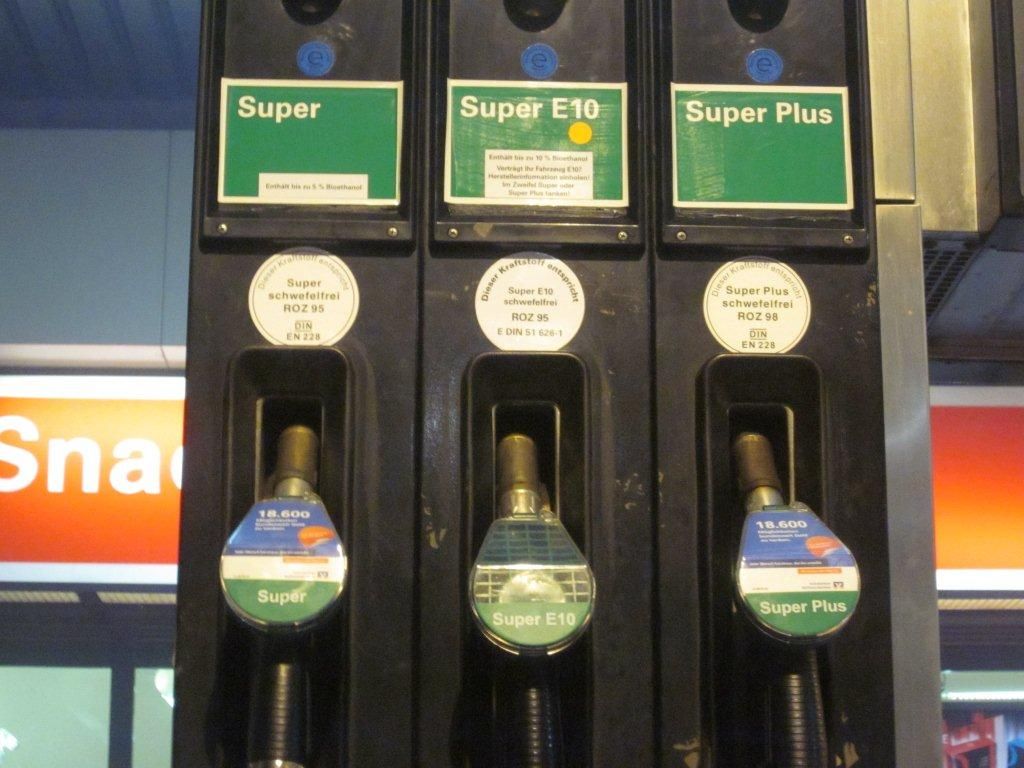 Super
Enthält bis zu 5 % Bioethanol
Super E10
Enthält bis zu 10 % Bioethanol
Verträgt Ihr Fahrzeug E10?
Herstellerinformation einholen!
Im Zweifel Super oder
Super Plus tanken!
Super Plus
Dieser Kraftstoff entspricht
Super
schwefelfrei
ROZ 95
DIN
EN 228
Dieser Kraftstoff entspricht
Super E10
schwefelfrei
ROZ 95
E DIN 51 626-1
Dieser Kraftstoff entspricht
Super Plus
schwefelfrei
ROZ 98
DIN
EN 228
Sna
18.600
Super
Super E10
18.600
Super Plus